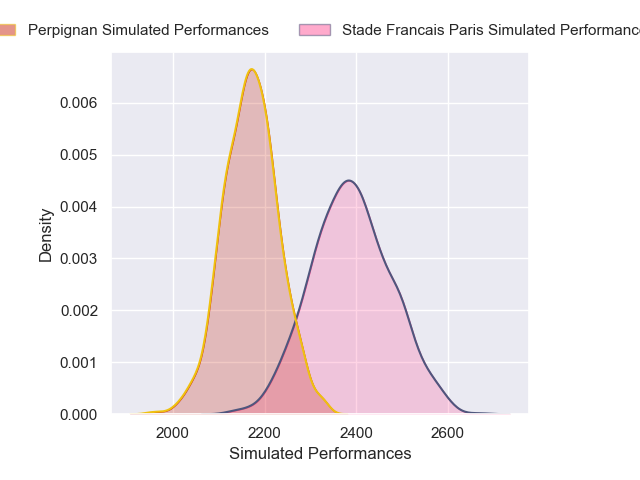 Perpignan Simulated Performances
Stade Francais Paris Simulated Performanc
0.006
0.005
0.004
0.003
0.002
0.001
0.000
Density
2000
2200
2400
2600
Simulated Performances